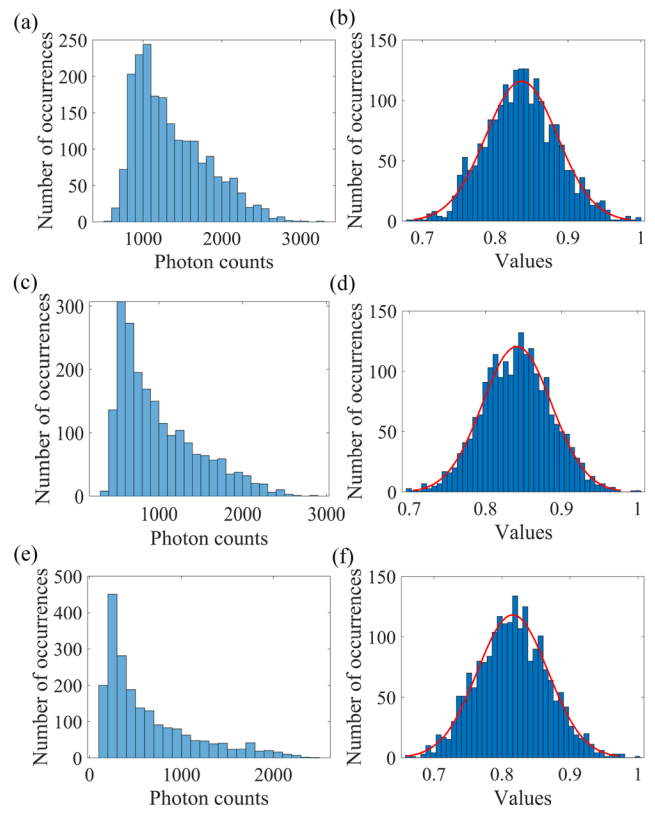 (a)
Number of occurrences
250
200
150
100
50
0
1000 2000 3000
Photon counts
(b)
Number of occurrences
150
100
50
0
0.7 0.8 0.9 1
Values
(c)
Number of occurrences
300
200
100
0
1000 2000 3000
Photon counts
(d)
Number of occurrences
150
100
50
0
0.7 0.8 0.9 1
Values
(e)
Number of occurrences
500
400
300
200
100
0
0 1000 2000
Photon counts
(f)
Number of occurrences
150
100
50
0
0.7 0.8 0.9 1
Values